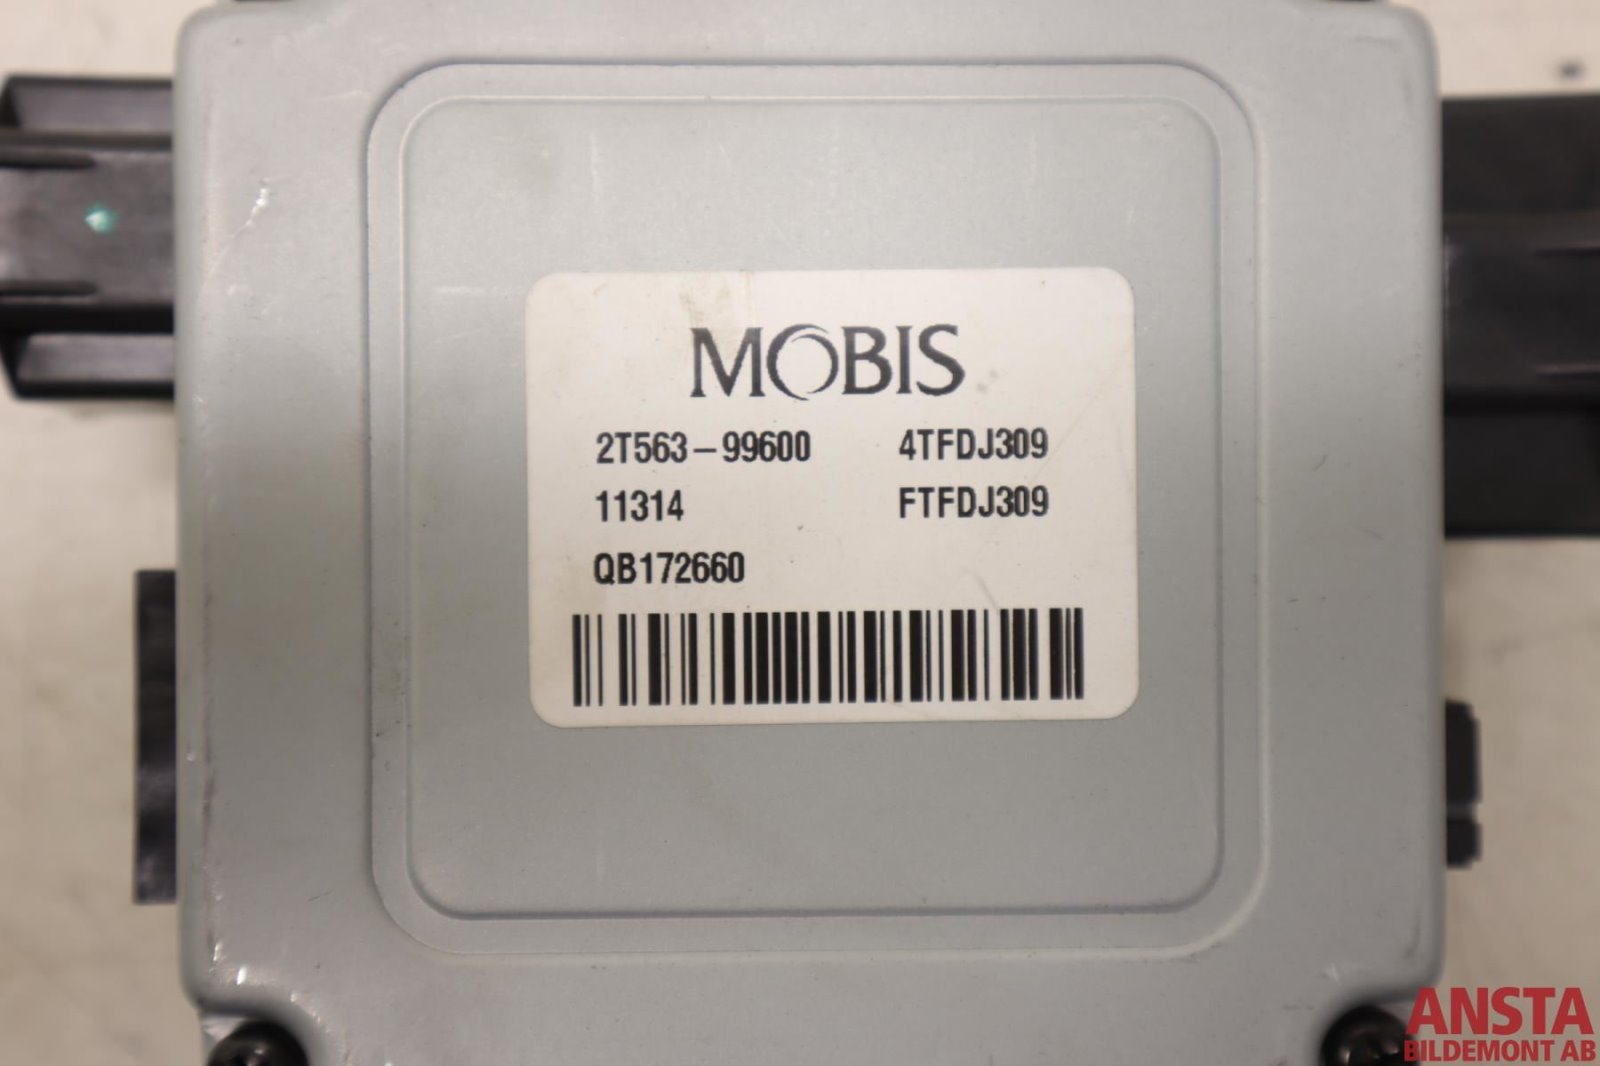 MOBIS
2T563-99600 4TFDJ309
11314 FTFDJ309
QB172660
ANSTA
BILDEMONT AB